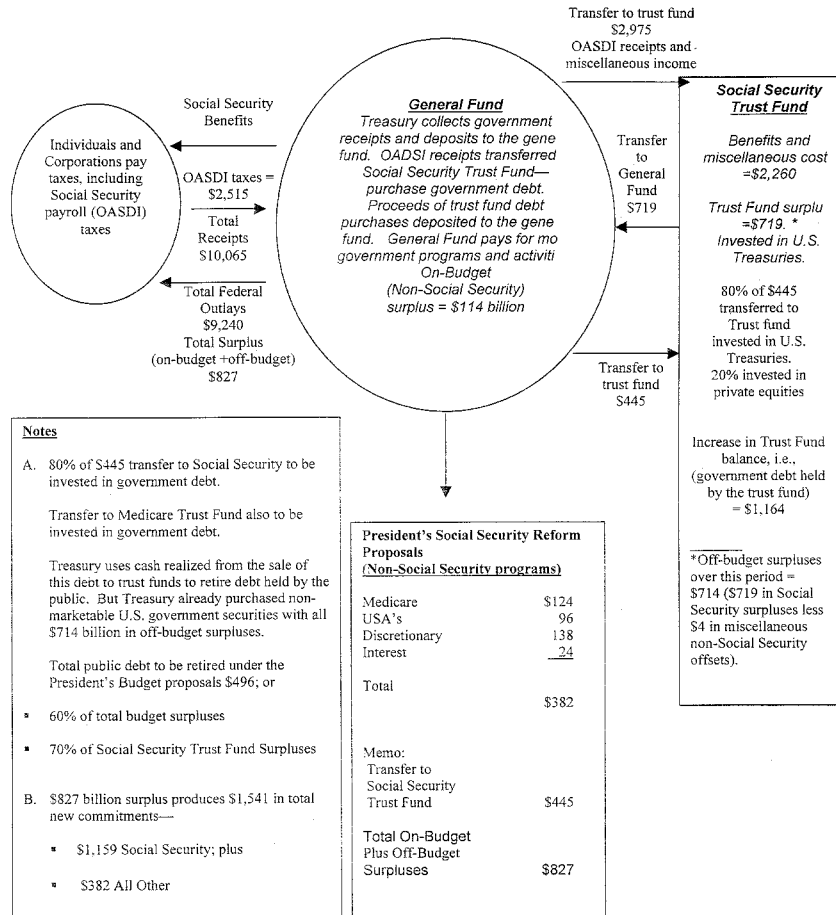 Transfer to trust fund
$2,975
OASDI receipts and
miscellaneous income
Individuals and
Corporations pay
taxes, including
Social Security
payroll (OASDI)
taxes
Social Security
Benefits
OASDI taxes =
$2,515
Total
Receipts
$10,065
Total Federal
Outlays
$9,240
Total Surplus
(on-budget +off-budget)
$827
General Fund
Treasury collects government
receipts and deposits to the gene
fund. OADSI receipts transferred
Social Security Trust Fund—
purchase government debt.
Proceeds of trust fund debt
purchases deposited to the gene
fund. General Fund pays for mo
government programs and activiti
On-Budget
(Non-Social Security)
surplus = $114 billion
Transfer
to
General
Fund
$719
Transfer to
trust fund
$445
Social Security
Trust Fund
Benefits and
miscellaneous cost
=$2,260
Trust Fund surplu
=$719. *
Invested in U.S.
Treasuries.
80% of $445
transferred to
Trust fund
invested in U.S.
Treasuries.
20% invested in
private equities
Increase in Trust Fund
balance, i.e.,
(government debt held
by the trust fund)
= $1,164
*Off-budget surpluses
over this period =
$714 ($719 in Social
Security surpluses less
$4 in miscellaneous
non-Social Security
offsets).
Notes
A. 80% of $445 transfer to Social Security to be
invested in government debt.
Transfer to Medicare Trust Fund also to be
invested in government debt.
Treasury uses cash realized from the sale of
this debt to trust funds to retire debt held by the
public. But Treasury already purchased non-
marketable U.S. government securities with all
$714 billion in off-budget surpluses.
Total public debt to be retired under the
President's Budget proposals $496; or
▪ 60% of total budget surpluses
▪ 70% of Social Security Trust Fund Surpluses
B. $827 billion surplus produces $1,541 in total
new commitments—
▪ $1,159 Social Security; plus
▪ $382 All Other
President's Social Security Reform
Proposals
(Non-Social Security programs)
Medicare $124
USA's 96
Discretionary 138
Interest 24
Total
$382
Memo:
Transfer to
Social Security
Trust Fund $445
Total On-Budget
Plus Off-Budget
Surpluses $827